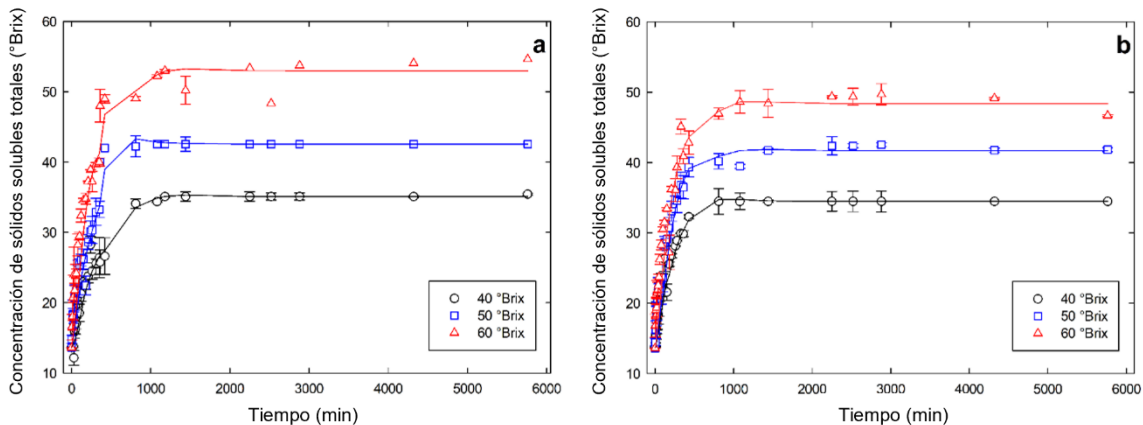 a
Concentración de sólidos solubles totales (°Brix)
60
50
40
30
20
10
40 °Brix
50 °Brix
60 °Brix
0 1000 2000 3000 4000 5000 6000
Tiempo (min)
b
Concentración de sólidos solubles totales (°Brix)
60
50
40
30
20
10
40 °Brix
50 °Brix
60 °Brix
0 1000 2000 3000 4000 5000 6000
Tiempo (min)